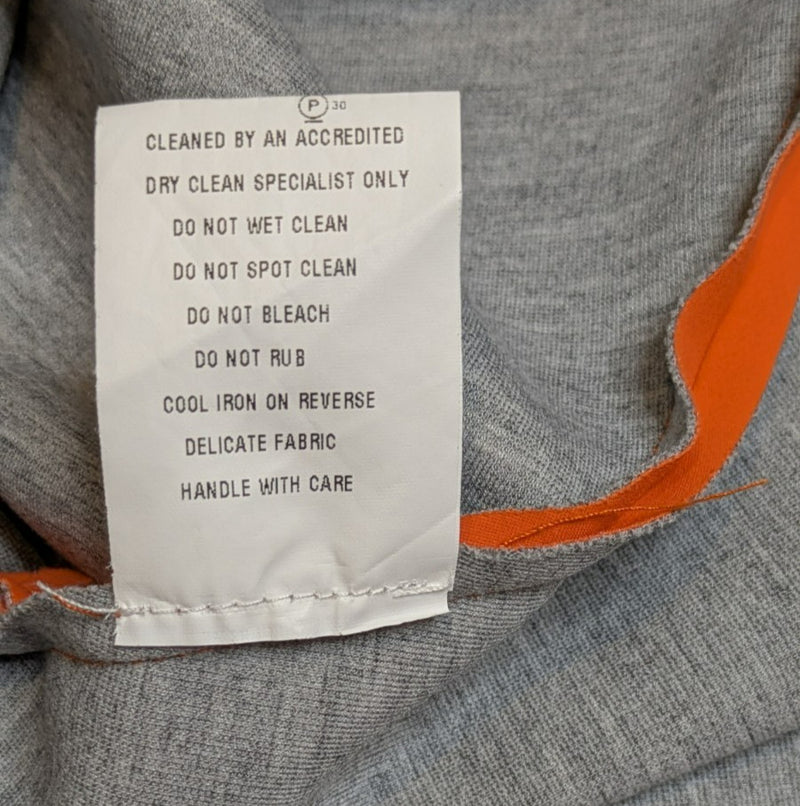 P 30
CLEANED BY AN ACCREDITED
DRY CLEAN SPECIALIST ONLY
DO NOT WET CLEAN
DO NOT SPOT CLEAN
DO NOT BLEACH
DO NOT RUB
COOL IRON ON REVERSE
DELICATE FABRIC
HANDLE WITH CARE